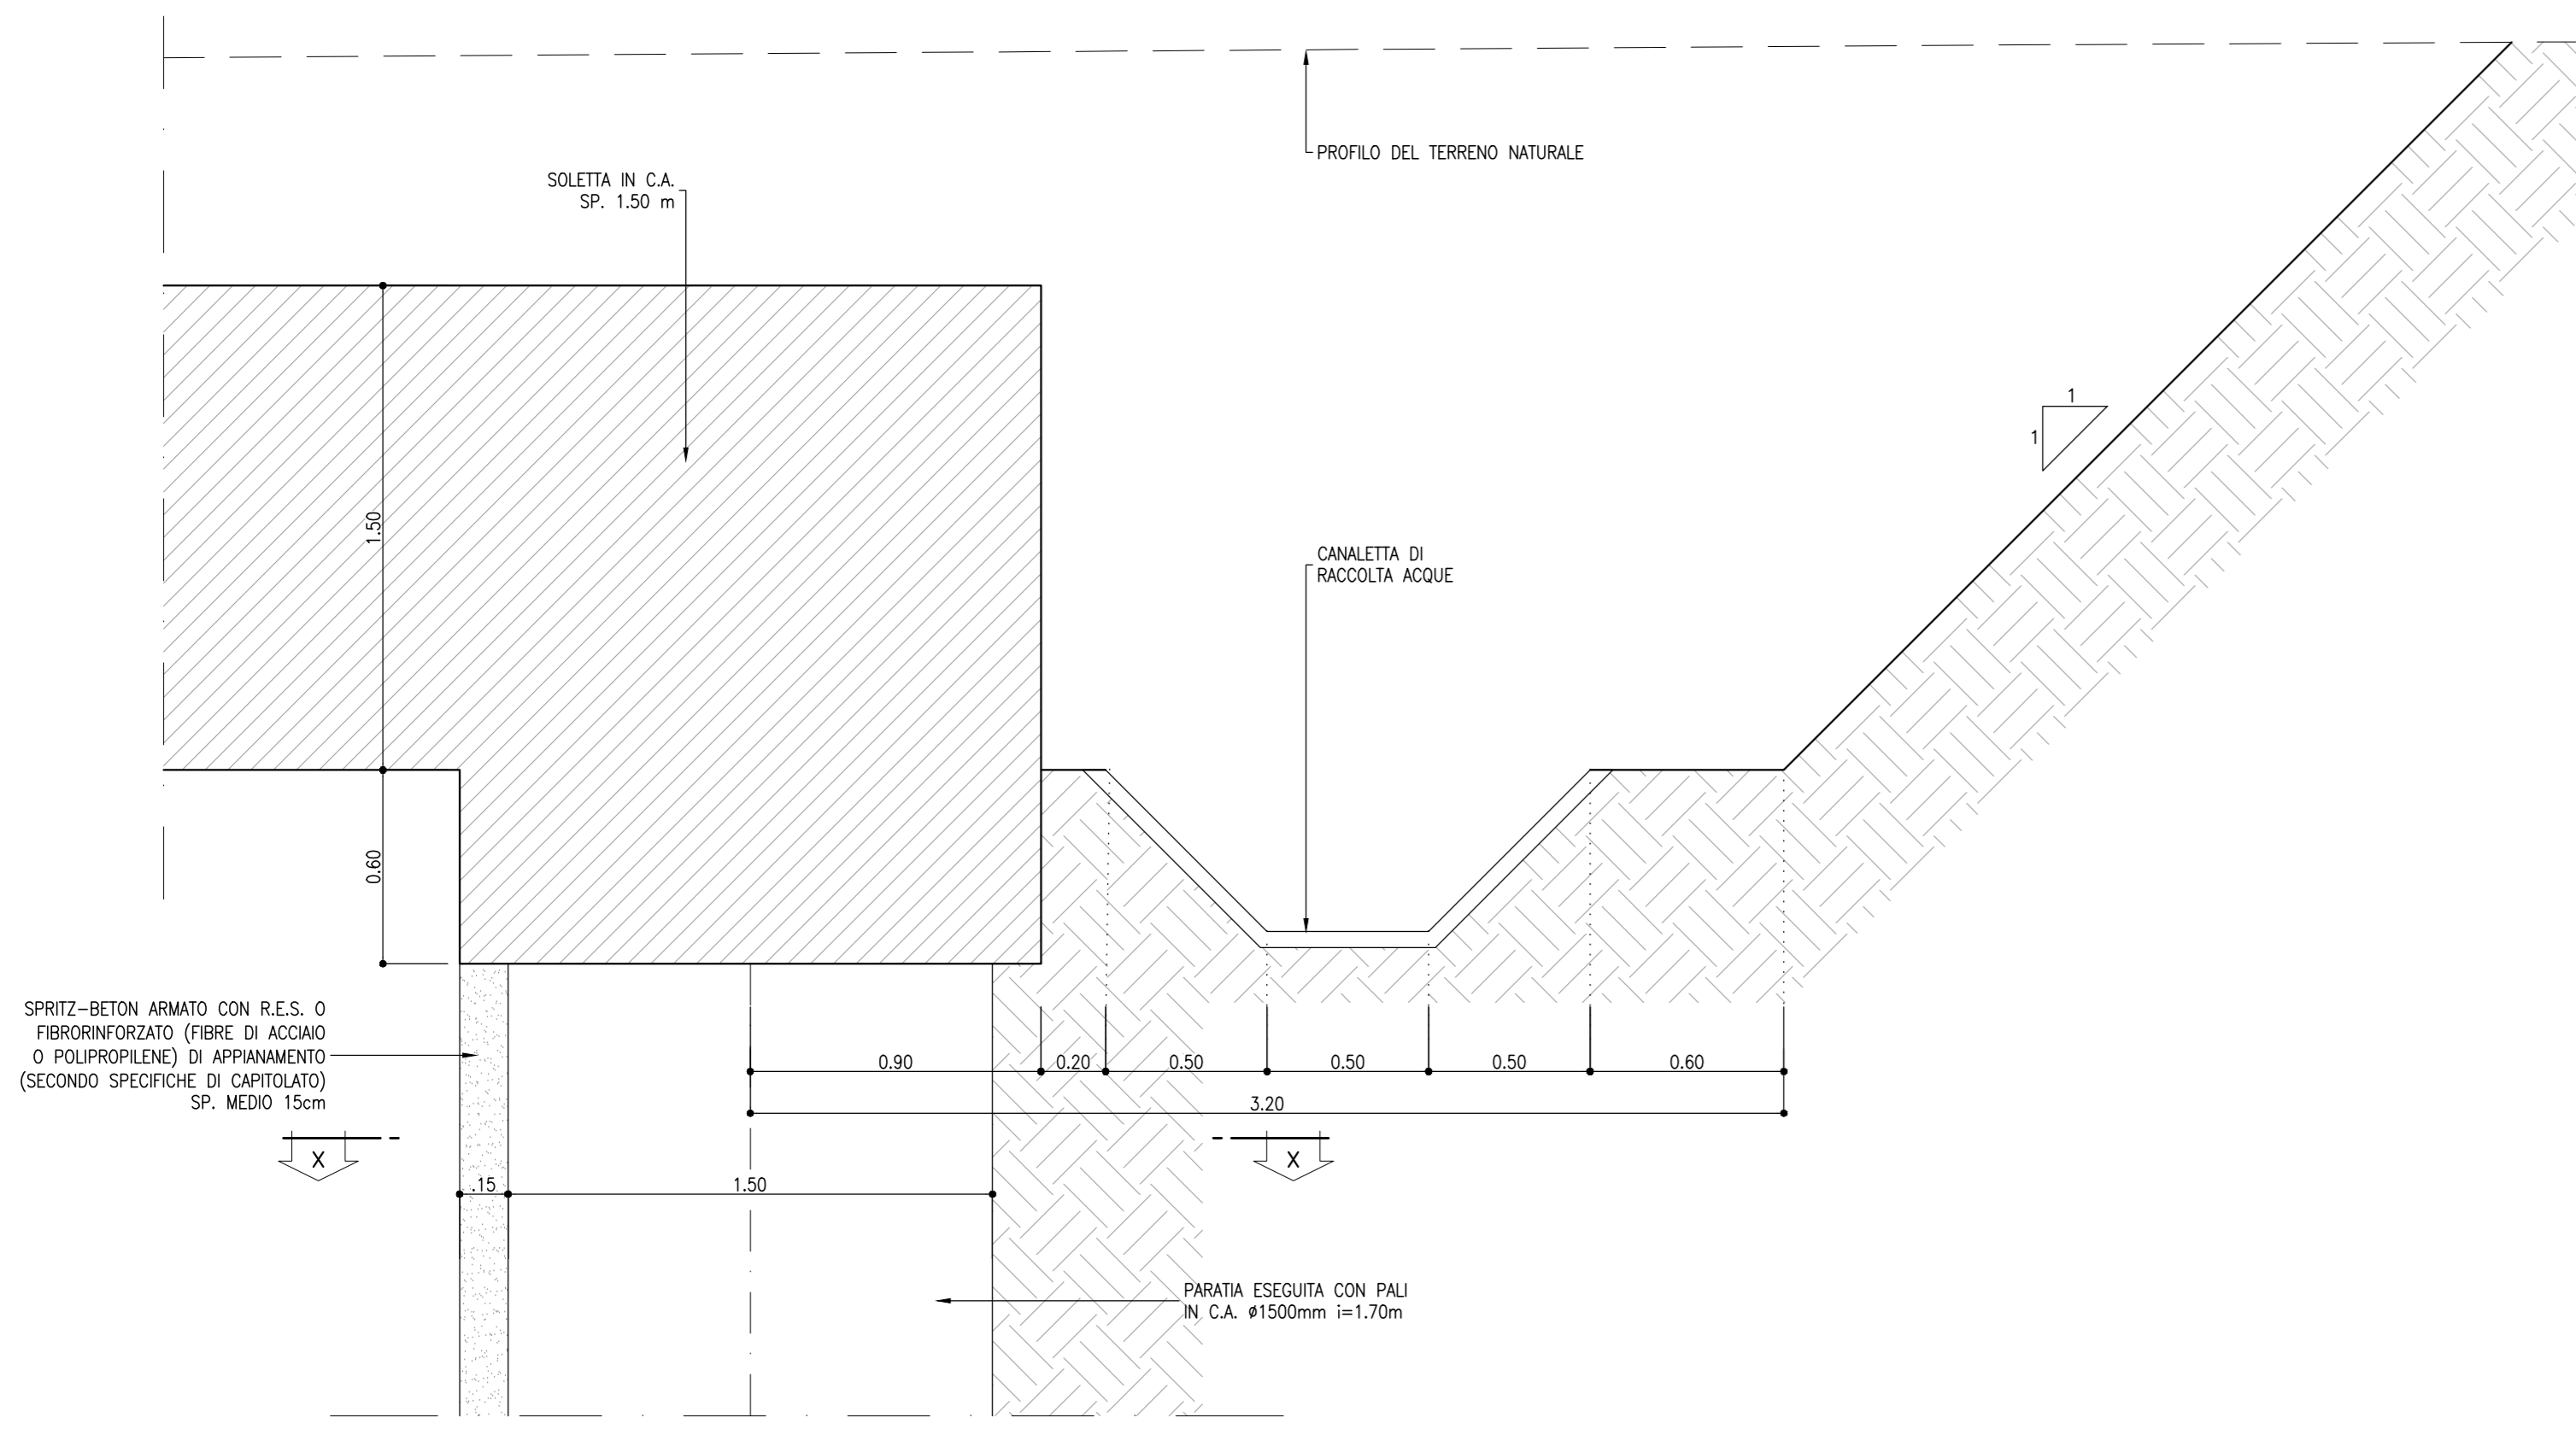 PROFILO DEL TERRENO NATURALE
SOLETTA IN C.A.
SP. 1.50 m
1
1
1.50
CANALETTA DI
RACCOLTA ACQUE
0.60
SPRITZ-BETON ARMATO CON R.E.S. O
FIBRORINFORZATO (FIBRE DI ACCIAIO
O POLIPROPILENE) DI APPIANAMENTO
(SECONDO SPECIFICHE DI CAPITOLATO)
SP. MEDIO 15cm
0.90 0.20 0.50 0.50 0.50 0.60
3.20
X X
.15 1.50
PARATIA ESEGUITA CON PALI
IN C.A. ø1500mm i=1.70m